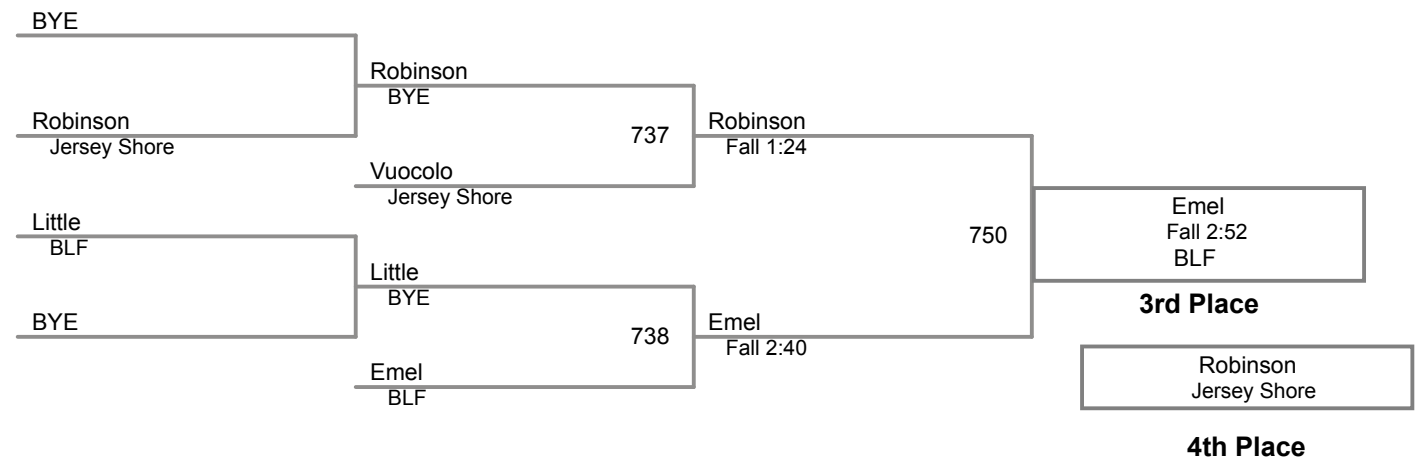 BYE
Robinson
BYE
Robinson
Jersey Shore
737
Robinson
Fall 1:24
Vuocolo
Jersey Shore
Little
BLF
750
Emel
Fall 2:52
BLF
Little
BYE
3rd Place
BYE
738
Emel
Fall 2:40
Emel
BLF
Robinson
Jersey Shore
4th Place